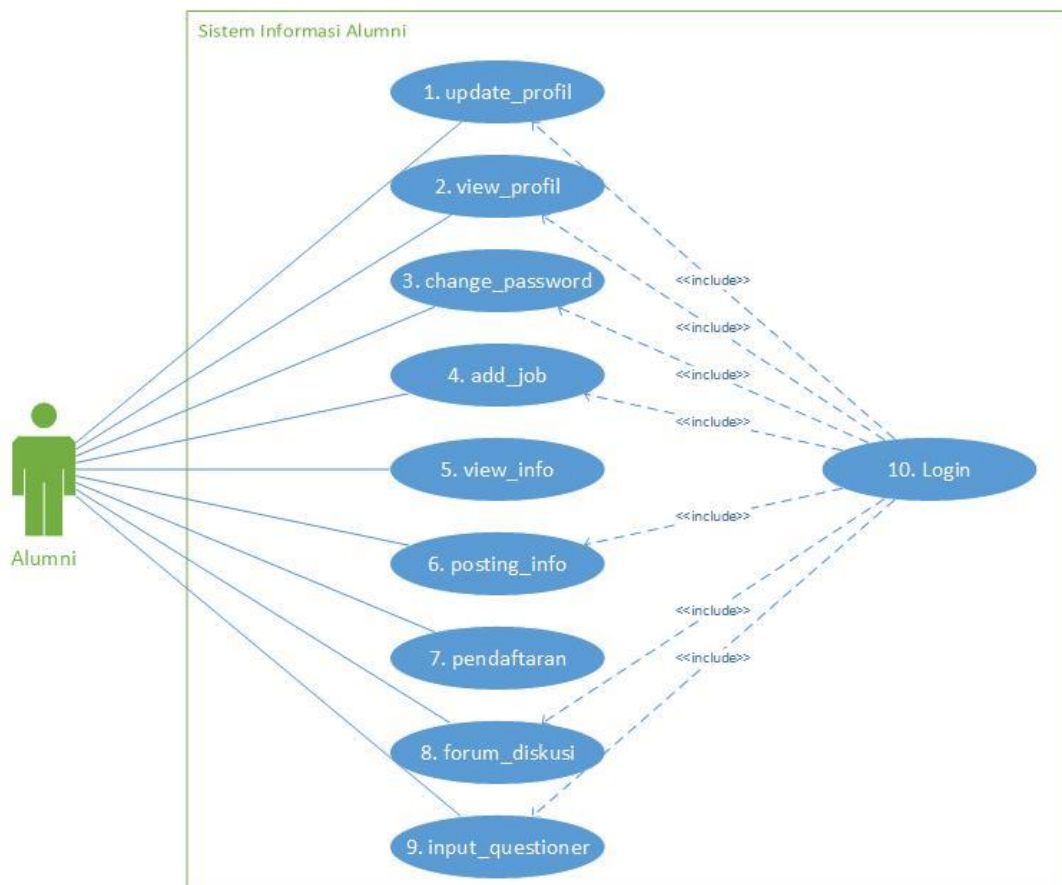 Sistem Informasi Alumni
1. update_profil
2. view_profil
3. change_password
<<include>>
<<include>>
4. add_job
<<include>>
<<include>>
5. view_info
10. Login
6. posting_info
<<include>>
Alumni
7. pendaftaran
<<include>>
<<include>>
8. forum_diskusi
9. input_questioner